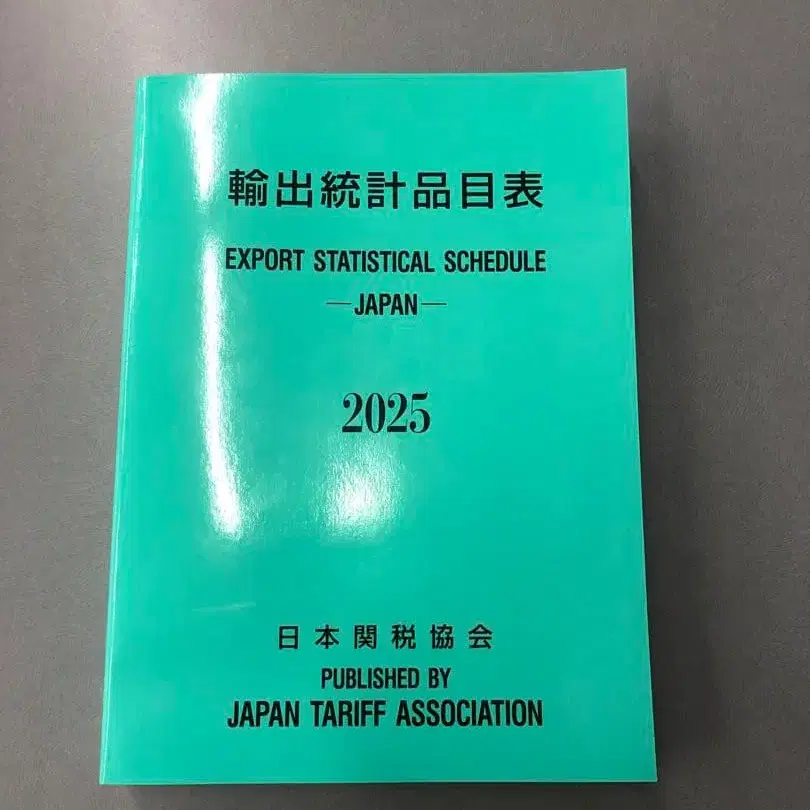 輸出統計品目表
EXPORT STATISTICAL SCHEDULE
—JAPAN—
2025
日本関税協会
PUBLISHED BY
JAPAN TARIFF ASSOCIATION